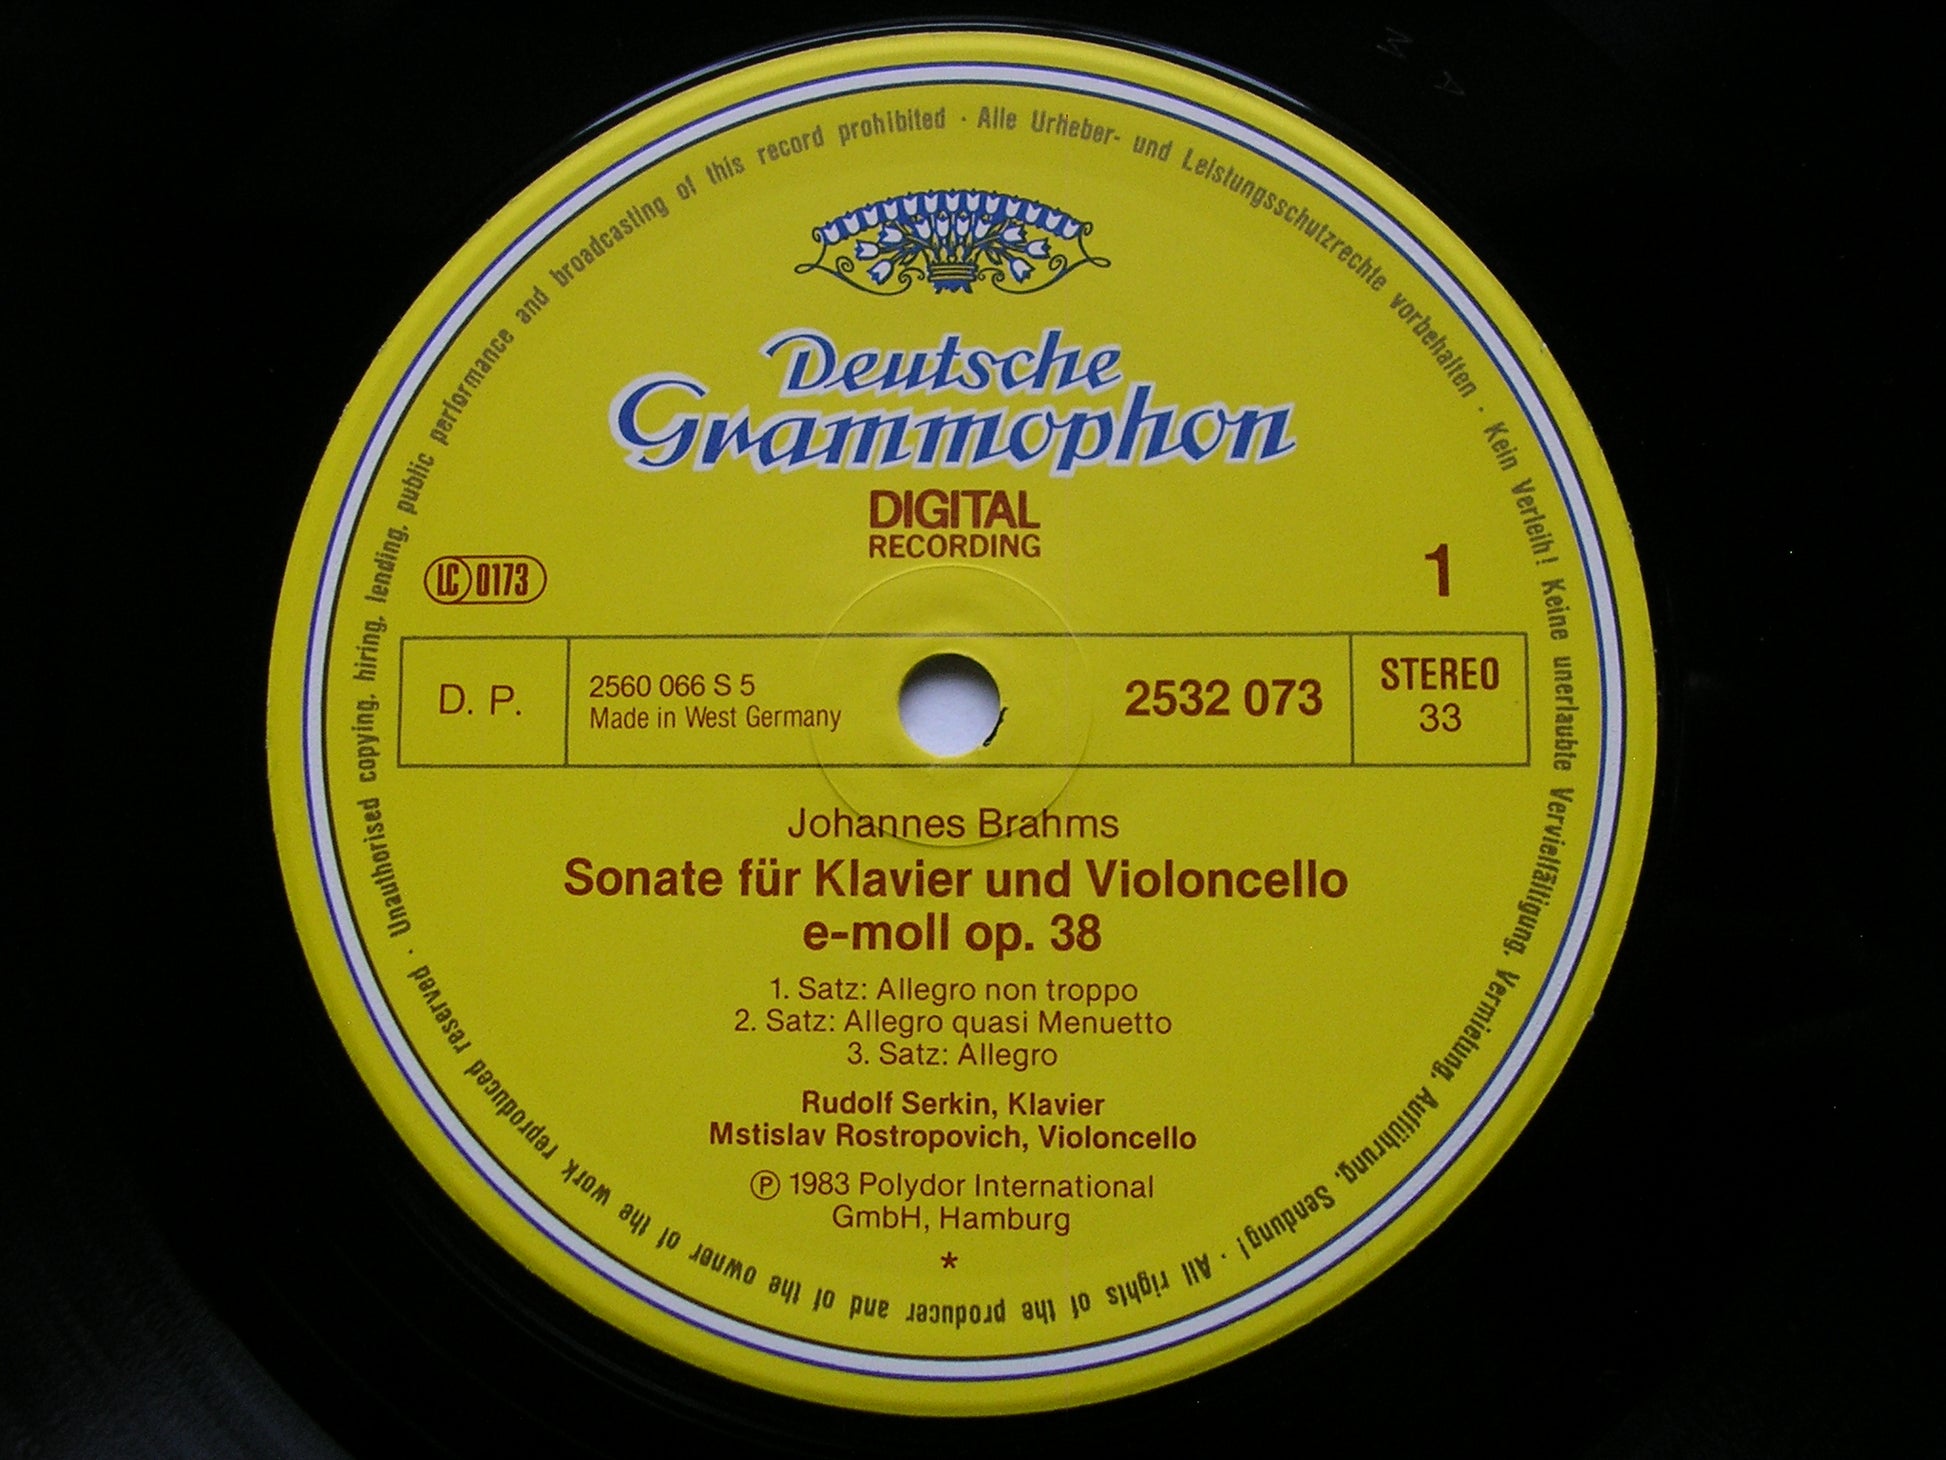 Alle Urheber- und Leistungsschutzrechte vorbehalten · Kein Verleih! Keine unerlaubte Vervielfältigung, Vermietung, Aufführung, Sendung! · All rights of the producer and of the owner of the work reproduced reserved · Unauthorised copying, hiring, lending, public performance and broadcasting of this record prohibited ·
Deutsche
Grammophon
DIGITAL
RECORDING
LC 0173
1
D. P.
2560 066 S 5
Made in West Germany
2532 073
STEREO
33
Johannes Brahms
Sonate für Klavier und Violoncello
e-moll op. 38
1. Satz: Allegro non troppo
2. Satz: Allegro quasi Menuetto
3. Satz: Allegro
Rudolf Serkin, Klavier
Mstislav Rostropovich, Violoncello
℗ 1983 Polydor International
GmbH, Hamburg
*